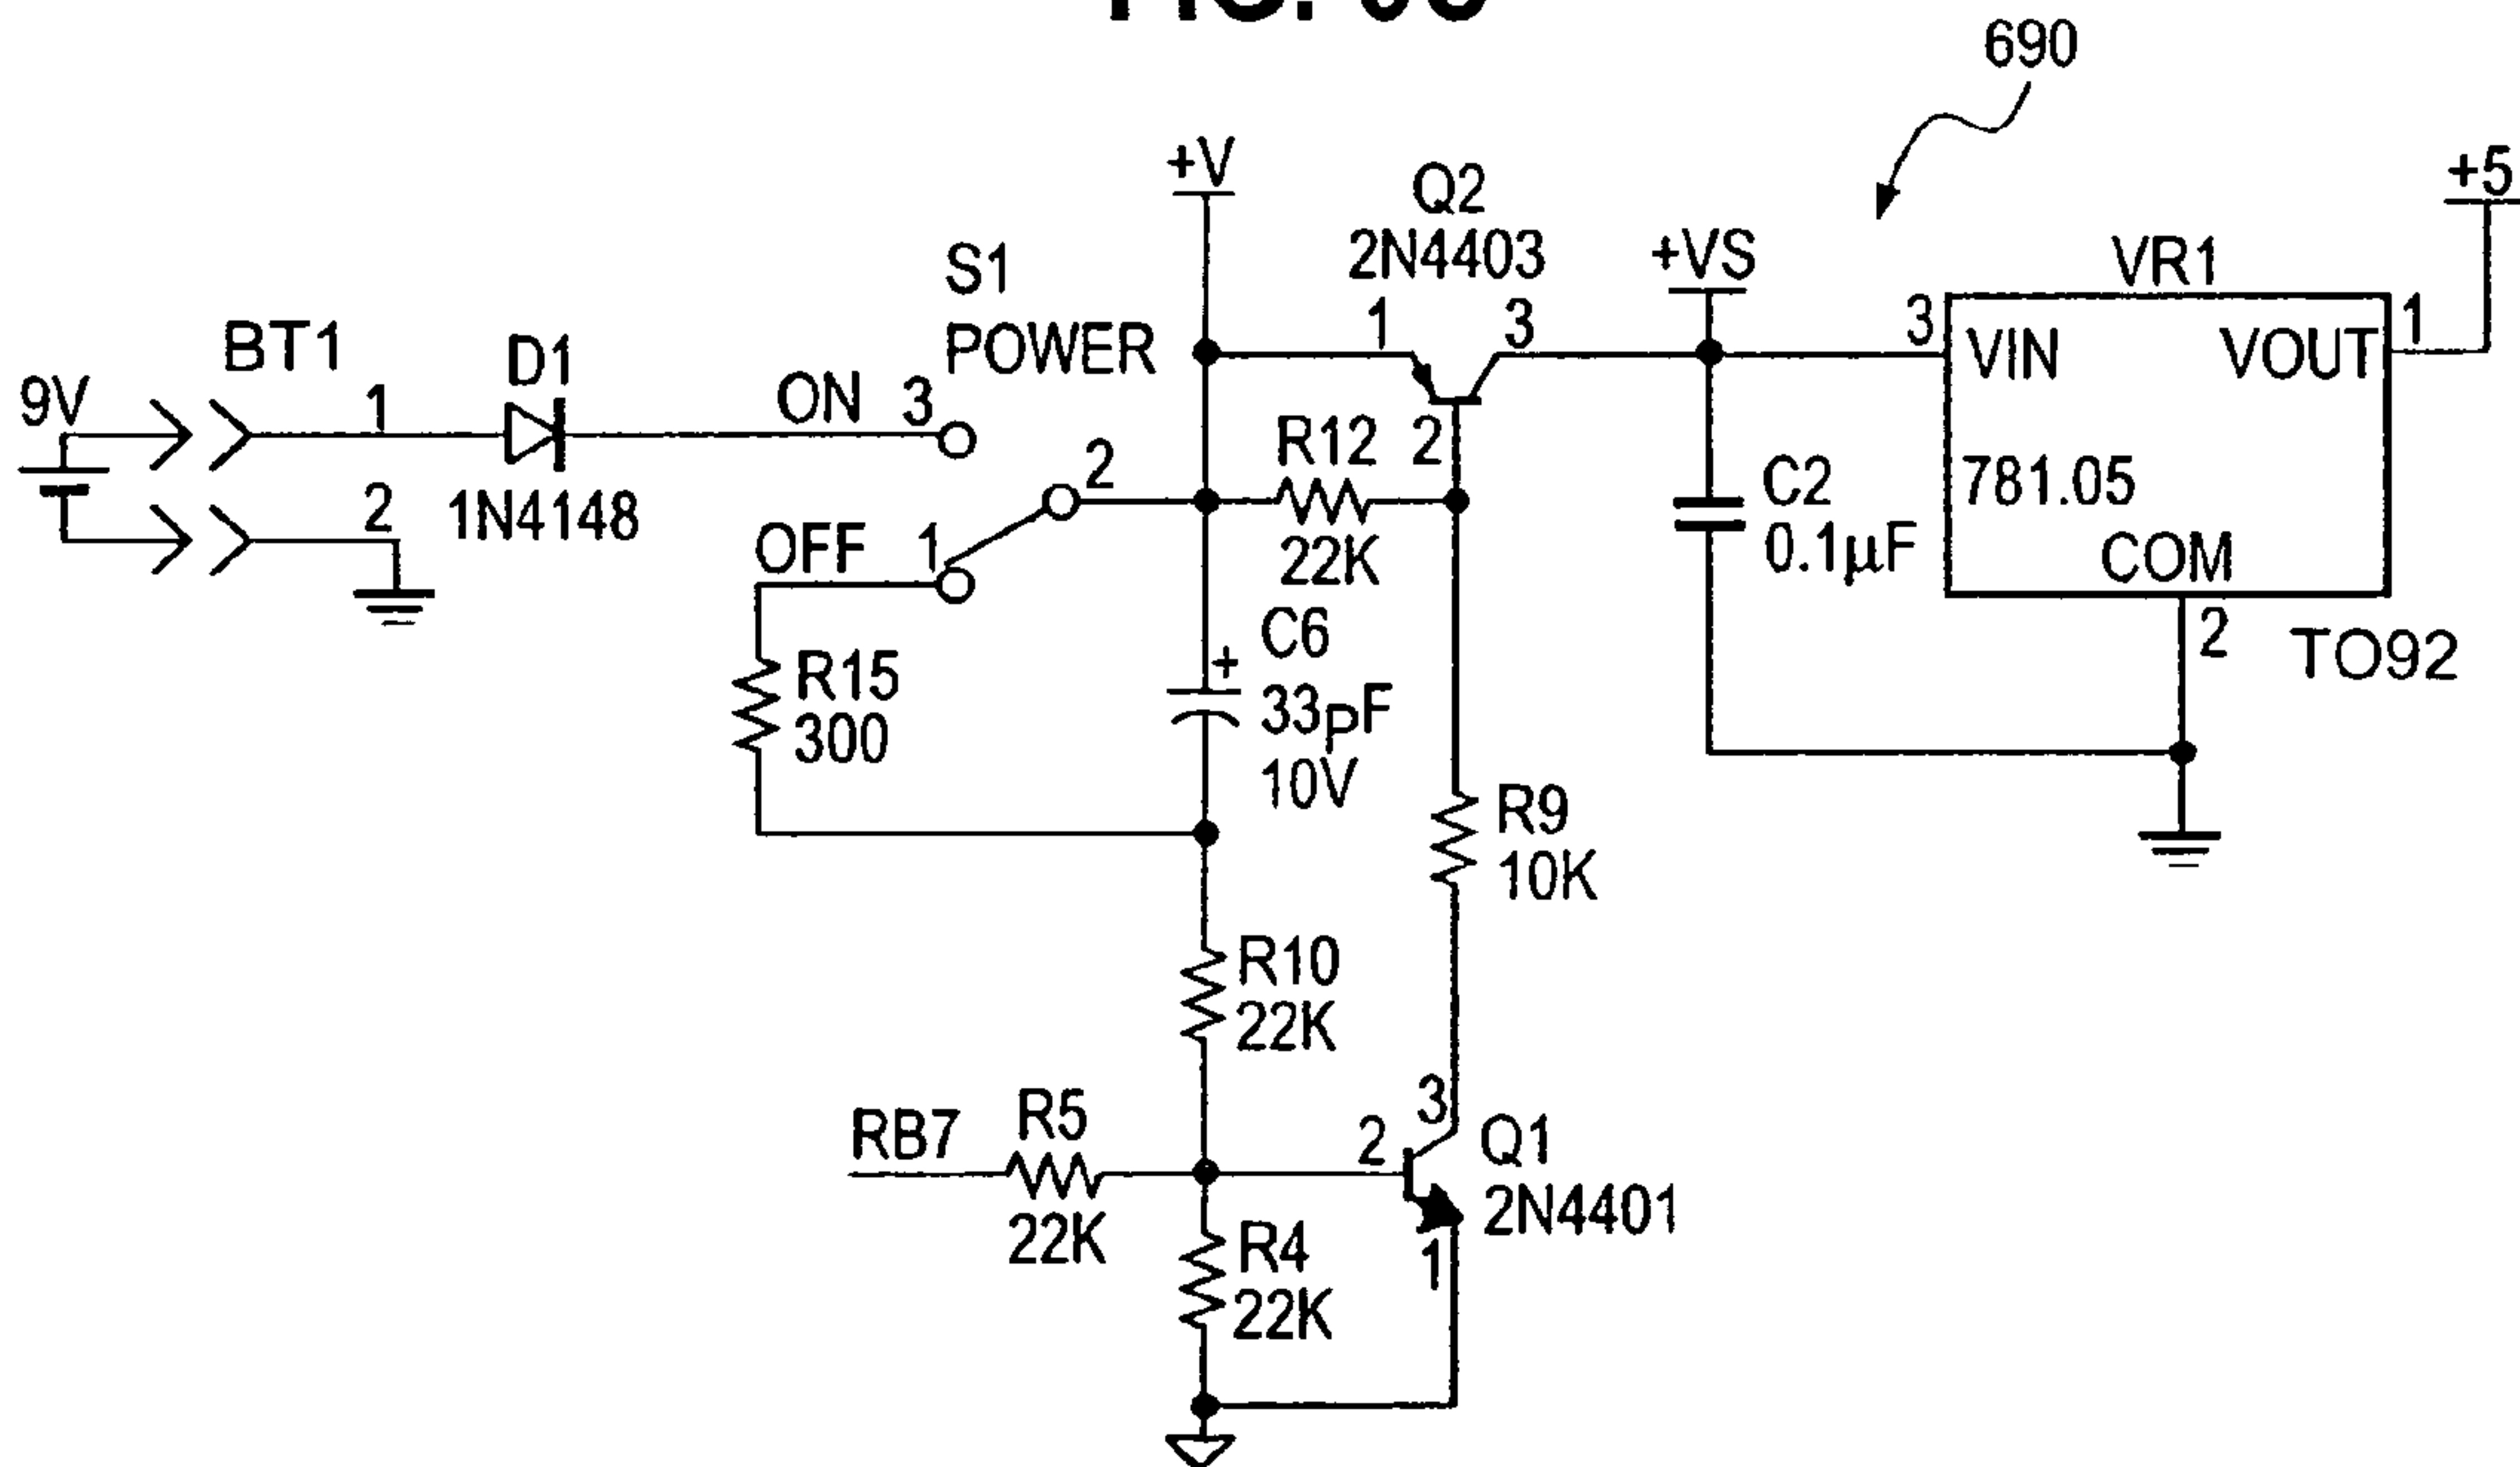 690
+V
Q2
2N4403
1
3
+VS
+5
VR1
3
VIN
VOUT
1
781.05
COM
2
TO92
S1
POWER
BT1
9V
1
D1
ON
3
2
2
1N4148
OFF
1
R12
2
22K
C2
0.1µF
C6
+
33pF
10V
R15
300
R9
10K
R10
22K
RB7
R5
22K
3
2
Q1
2N4401
1
R4
22K